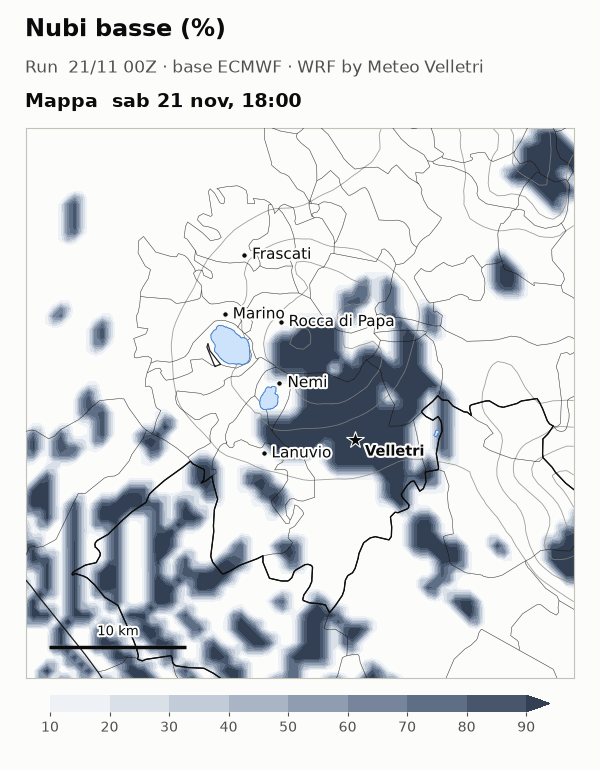 Nubi basse (%)
Run  21/11 00Z · base ECMWF · WRF by Meteo Velletri
Mappa  sab 21 nov, 18:00
Frascati
Marino
Rocca di Papa
Nemi
Velletri
Lanuvio
10 km
10 20 30 40 50 60 70 80 90